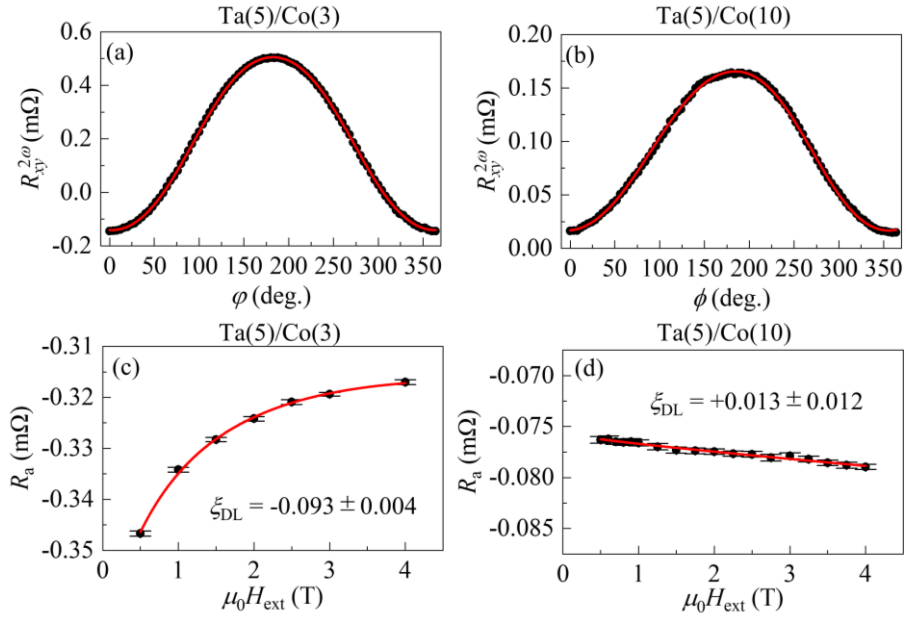 Ta(5)/Co(3)
(a)
0.6
0.4
0.2
0.0
-0.2
R_xy^2ω (mΩ)
0 50 100 150 200 250 300 350
φ (deg.)
Ta(5)/Co(10)
(b)
0.20
0.15
0.10
0.05
0.00
R_xy^2ω (mΩ)
0 50 100 150 200 250 300 350
ϕ (deg.)
Ta(5)/Co(3)
(c)
-0.31
-0.32
-0.33
-0.34
-0.35
R_a (mΩ)
ξ_DL = -0.093 ± 0.004
0 1 2 3 4
μ_0H_ext (T)
Ta(5)/Co(10)
(d)
-0.070
-0.075
-0.080
-0.085
R_a (mΩ)
ξ_DL = +0.013 ± 0.012
0 1 2 3 4
μ_0H_ext (T)